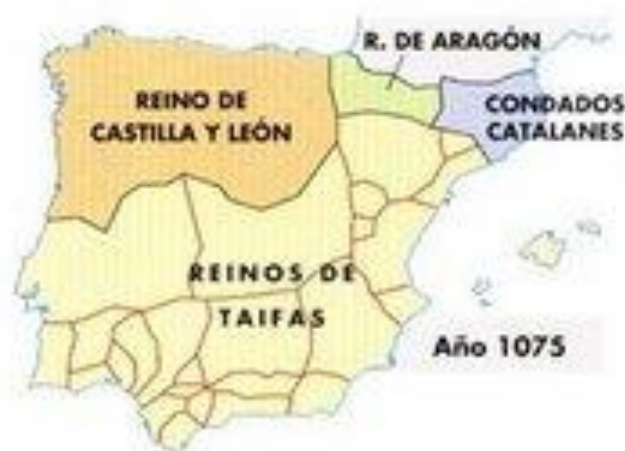 R. DE ARAGÓN
REINO DE
CASTILLA Y LEÓN
CONDADOS
CATALANES
REINOS DE
TAIFAS
Año 1075